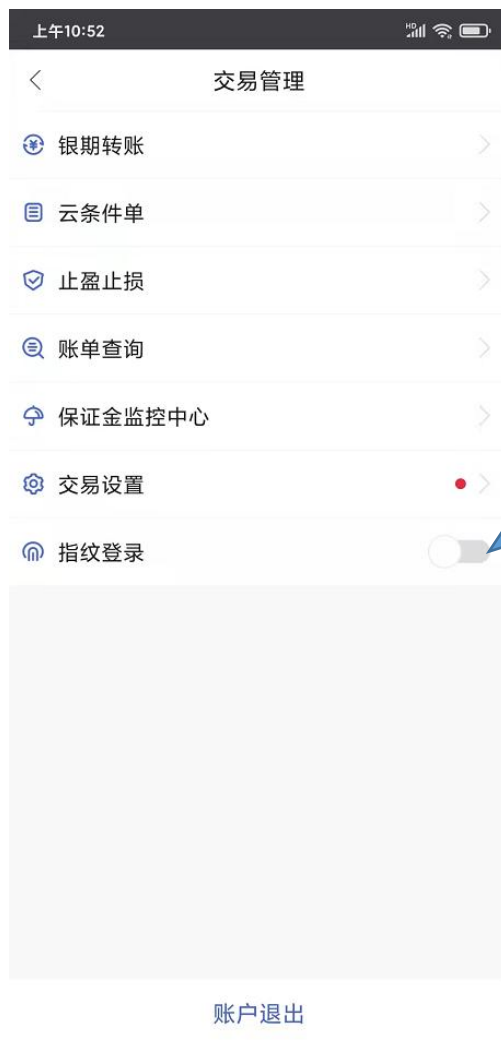 上午10:52
HD
交易管理
银期转账
云条件单
止盈止损
账单查询
保证金监控中心
交易设置
指纹登录
账户退出